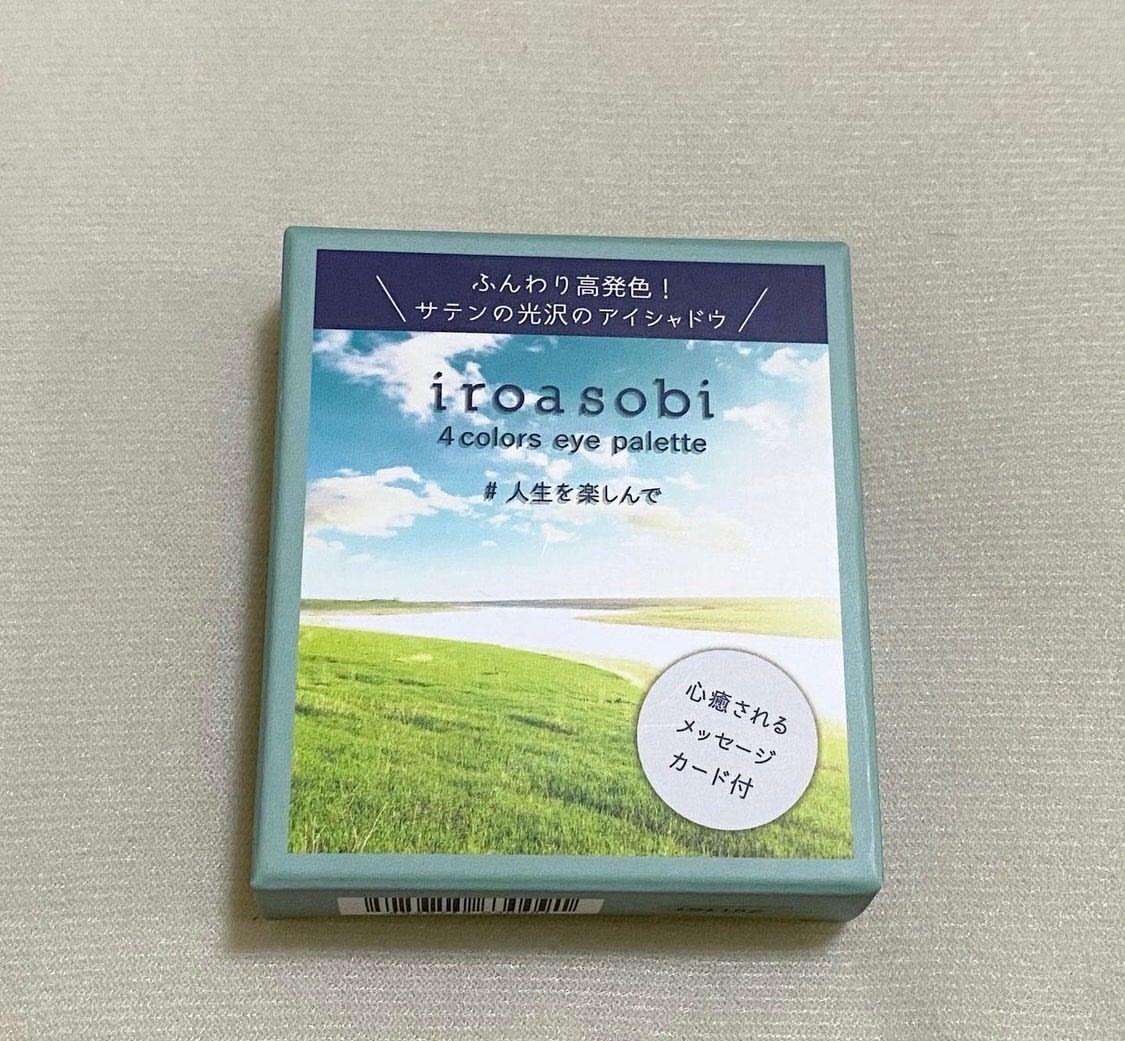 ふんわり高発色！
サテンの光沢のアイシャドウ
iroasobi
4colors eye palette
# 人生を楽しんで
心癒される
メッセージ
カード付